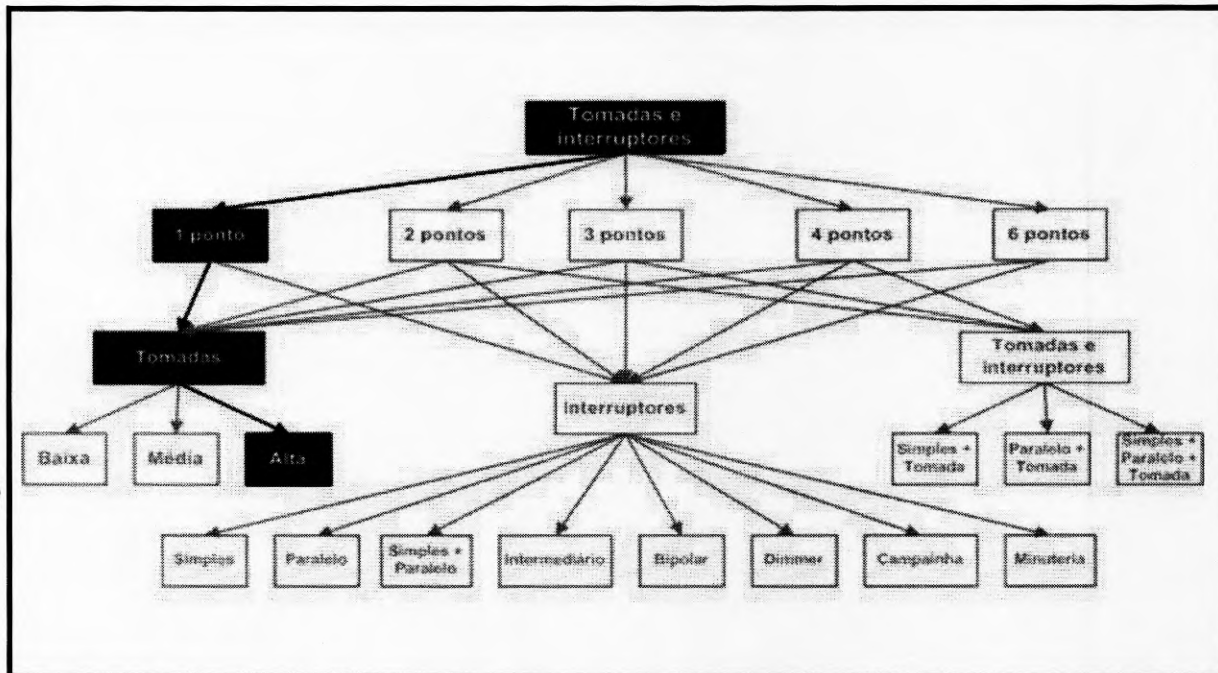 Tomadas e
interruptores
1 ponto
2 pontos
3 pontos
4 pontos
6 pontos
Tomadas
Interruptores
Tomadas e
interruptores
Baixa
Média
Alta
Simples +
Tomada
Paralelo +
Tomada
Simples +
Paralelo +
Tomada
Simples
Paralelo
Simples +
Paralelo
Intermediário
Bipolar
Dimmer
Campainha
Minuteria